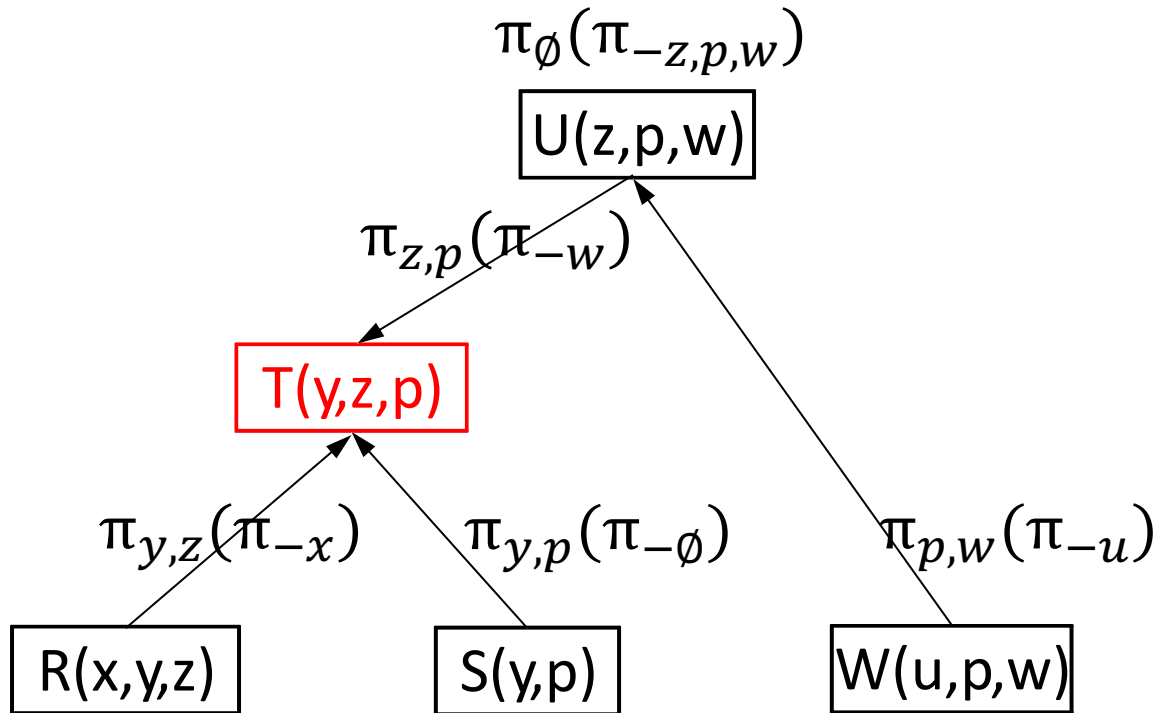 π∅(π−z,p,w)
U(z,p,w)
πz,p(π−w)
T(y,z,p)
πy,z(π−x)
πy,p(π−∅)
πp,w(π−u)
R(x,y,z)
S(y,p)
W(u,p,w)